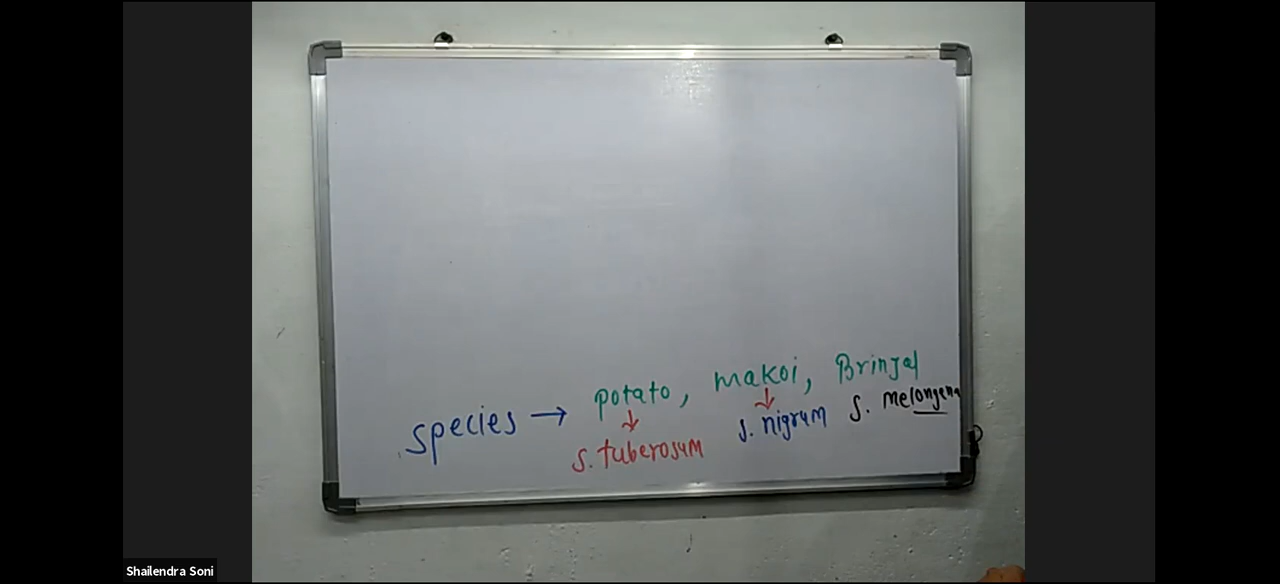 species → potato, makoi, Brinjal
↓ ↓
s. tuberosum s. nigrum s. melongena
Shailendra Soni